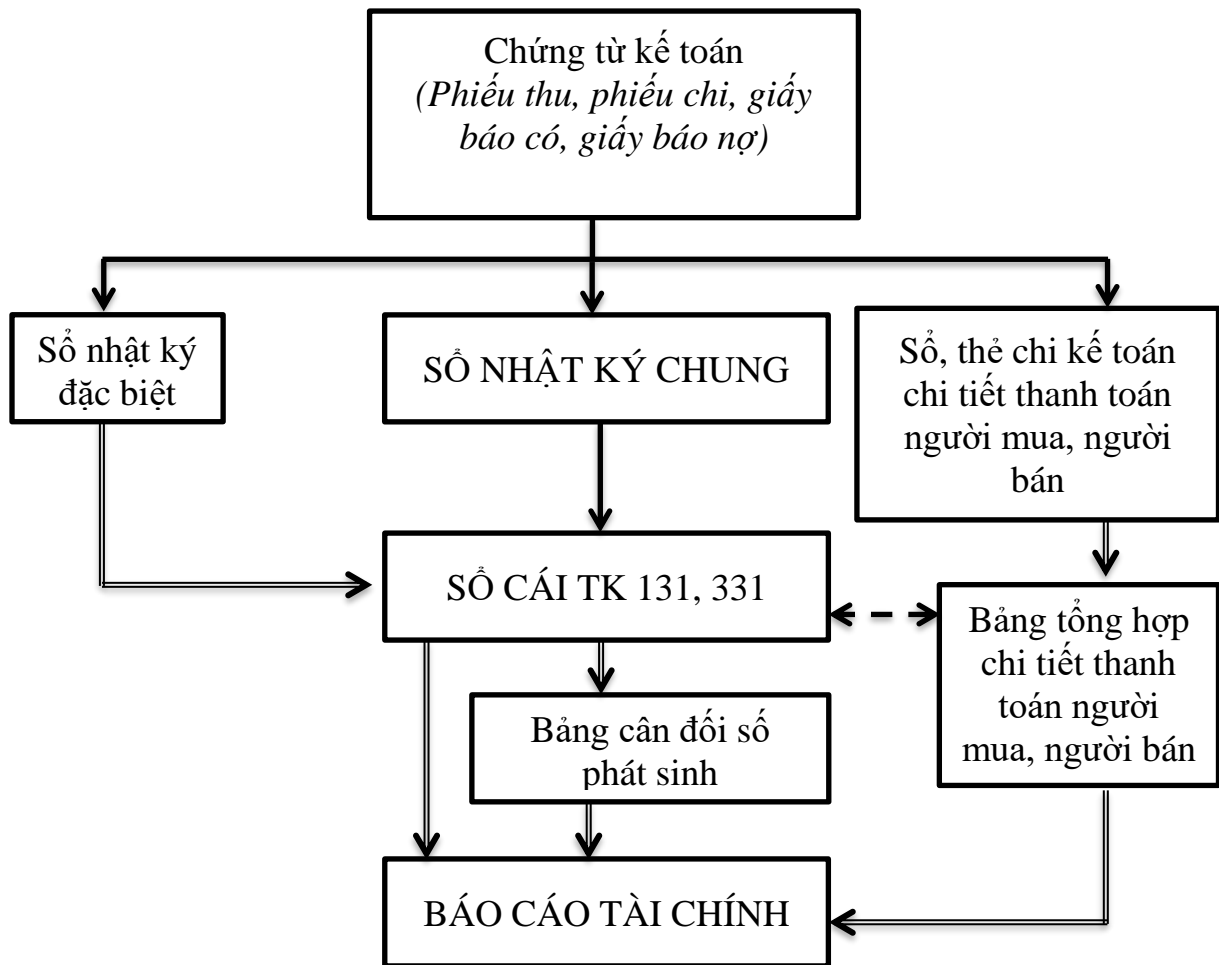 Chứng từ kế toán
(Phiếu thu, phiếu chi, giấy
báo có, giấy báo nợ)
Sổ nhật ký
đặc biệt
SỔ NHẬT KÝ CHUNG
Sổ, thẻ chi kế toán
chi tiết thanh toán
người mua, người
bán
SỔ CÁI TK 131, 331
Bảng tổng hợp
chi tiết thanh
toán người
mua, người bán
Bảng cân đối số
phát sinh
BÁO CÁO TÀI CHÍNH